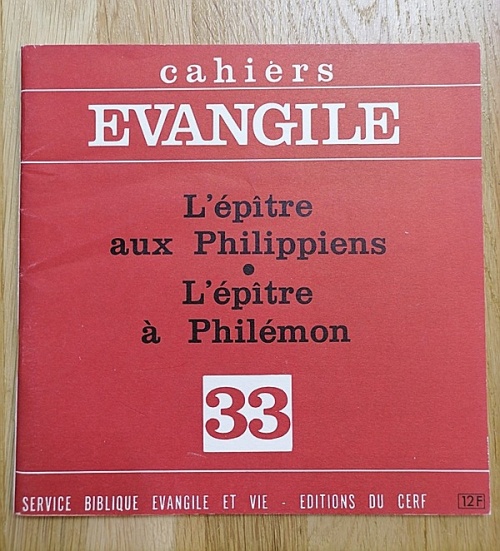 cahiers
EVANGILE
L'épître
aux Philippiens
•
L'épître
à Philémon
33
SERVICE BIBLIQUE EVANGILE ET VIE - EDITIONS DU CERF 12F